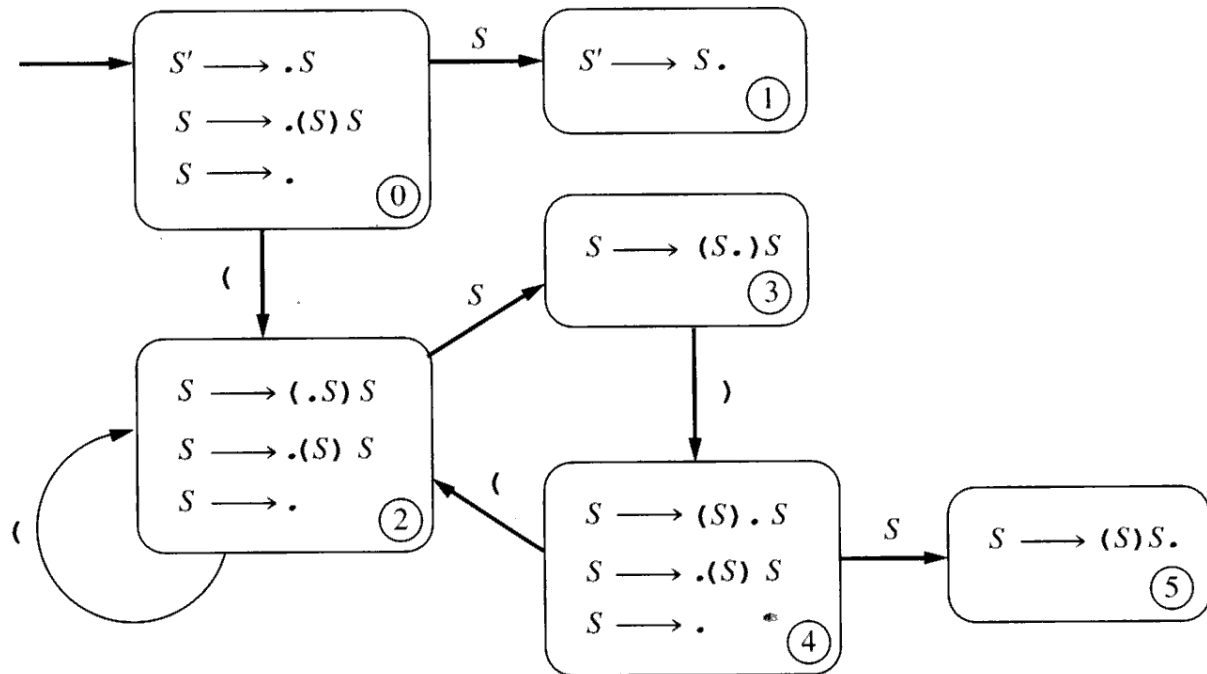 S' ⟶ .S
S ⟶ .(S)S
S ⟶ .
0
S
S' ⟶ S.
1
(
S
S ⟶ (S.)S
3
S ⟶ (.S)S
S ⟶ .(S) S
S ⟶ .
2
(
)
(
S ⟶ (S).S
S ⟶ .(S) S
S ⟶ .
4
S
S ⟶ (S)S.
5